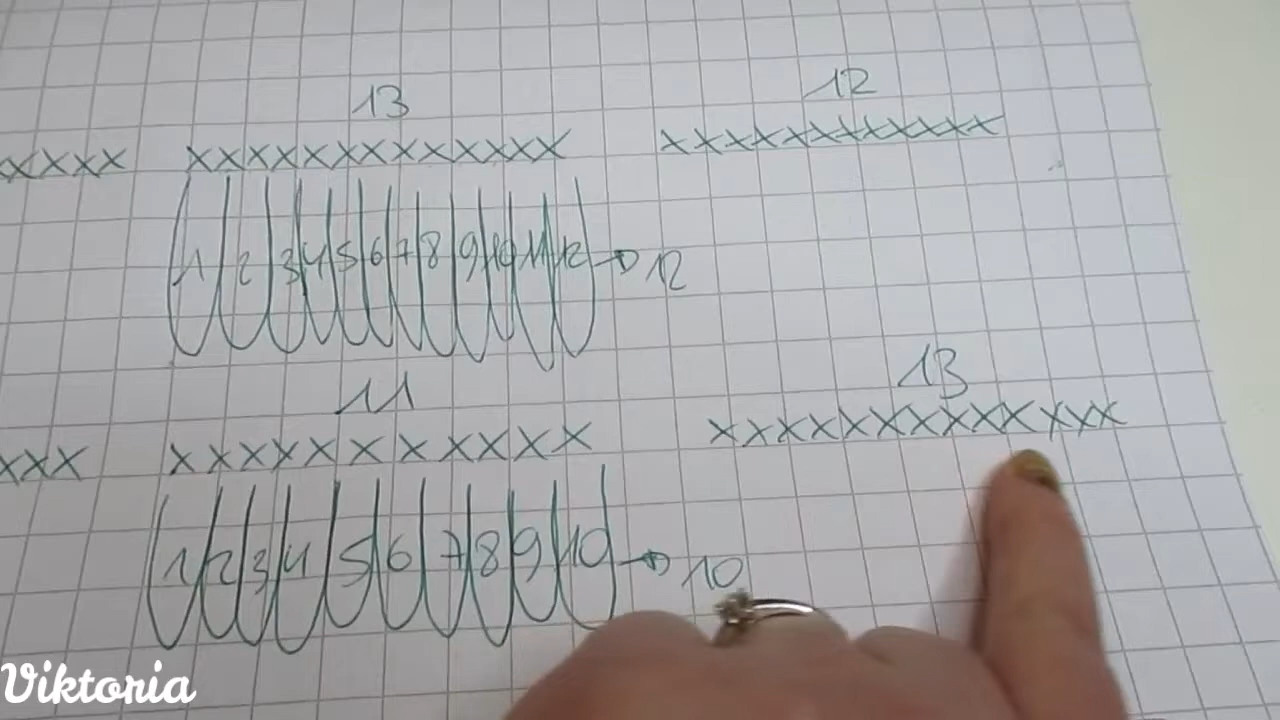 13 12
xxxx xxxxxxxxxxxxx xxxxxxxxxxxx
1 2 3 4 5 6 7 8 9 10 11 12 → 12
11 13
xxx xxxxxxxxxxx xxxxxxxxxxxxx
1 2 3 4 5 6 7 8 9 10 → 10
Viktoria